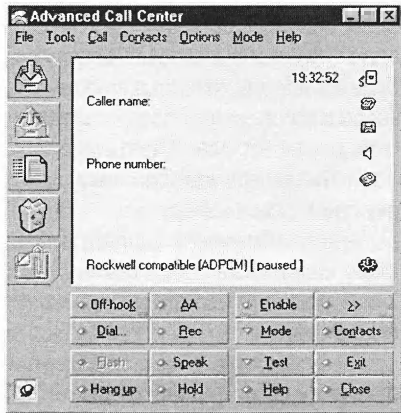 Advanced Call Center
File Tools Call Contacts Options Mode Help
19:32:52
Caller name:
Phone number:
Rockwell compatible (ADPCM) [ paused ]
Off-hook AA Enable >>
Dial... Rec Mode Contacts
Flash Speak Test Exit
Hang up Hold Help Close